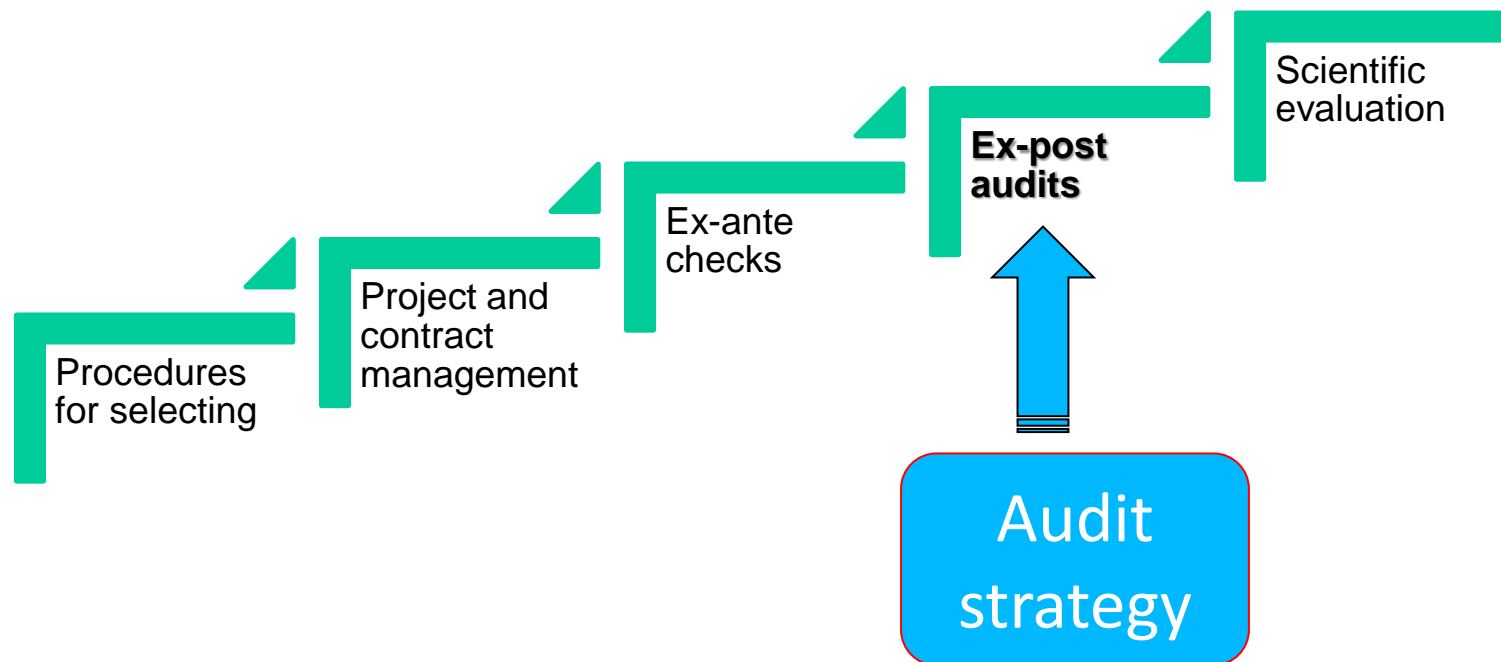 Procedures
for selecting
Project and
contract
management
Ex-ante
checks
Ex-post
audits
Scientific
evaluation
Audit
strategy